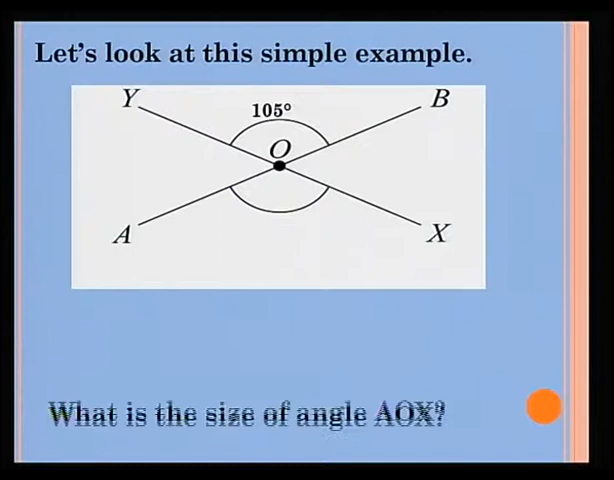 Let's look at this simple example.
Y
B
105°
O
A
X
What is the size of angle AOX?